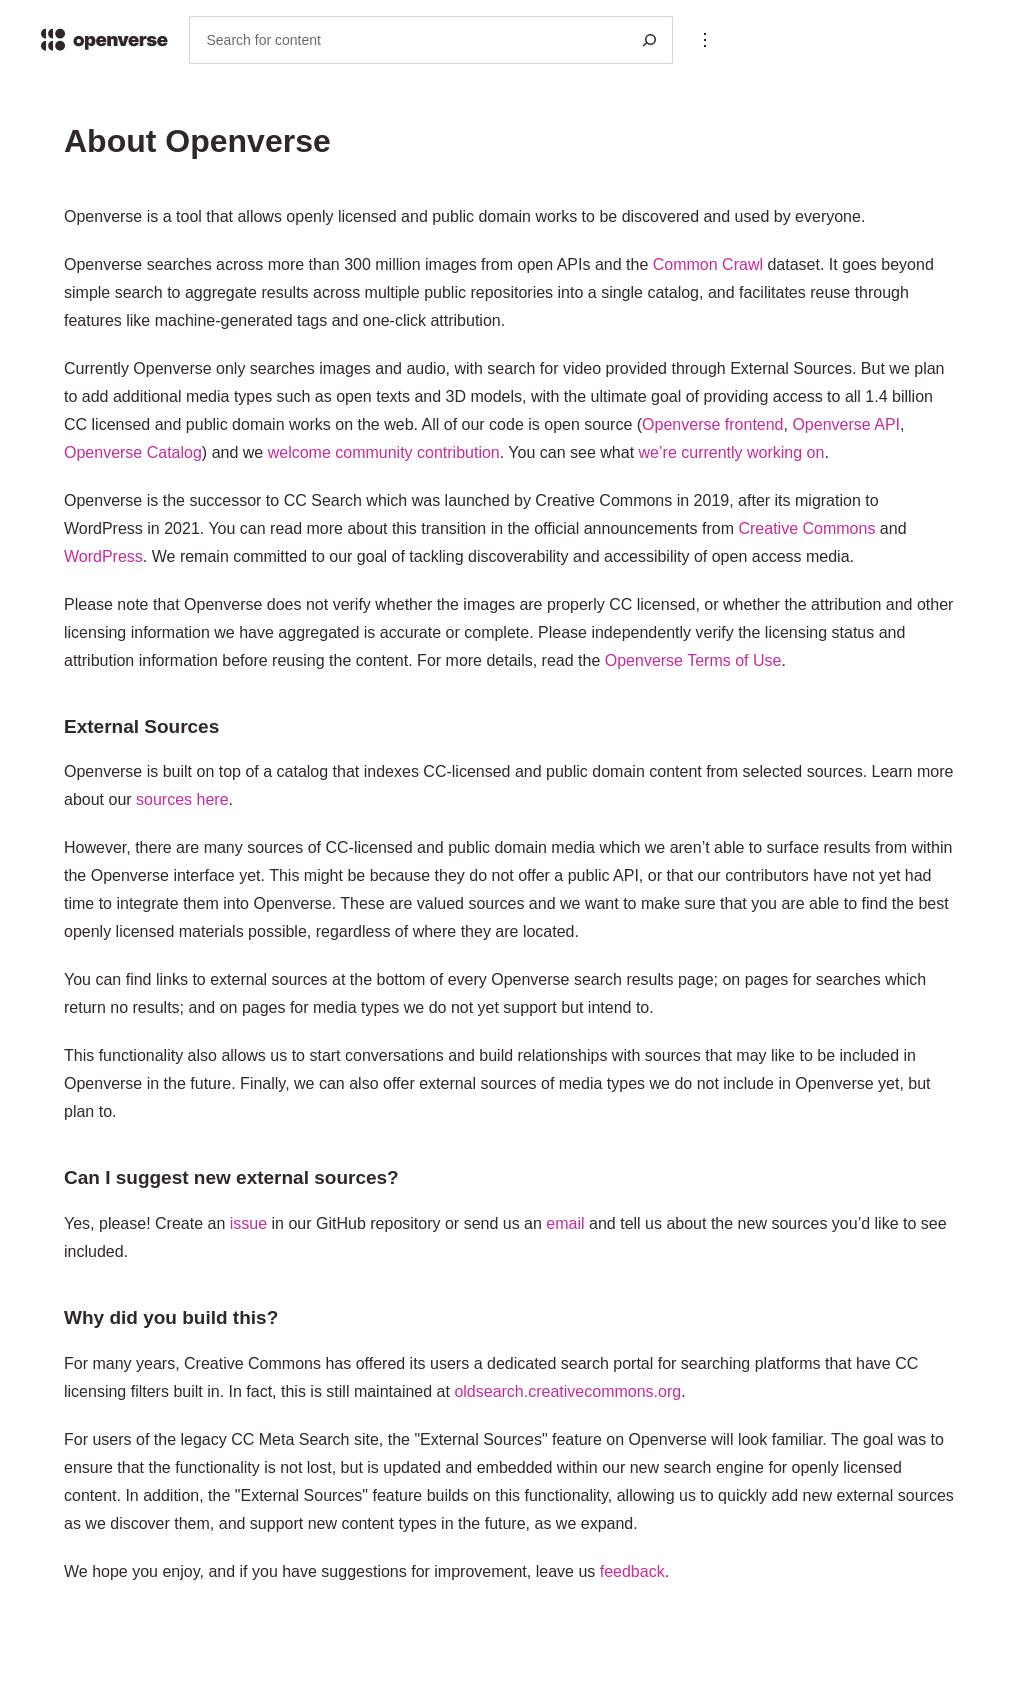 openverse
Search for content
About Openverse
Openverse is a tool that allows openly licensed and public domain works to be discovered and used by everyone.
Openverse searches across more than 300 million images from open APIs and the Common Crawl dataset. It goes beyond
simple search to aggregate results across multiple public repositories into a single catalog, and facilitates reuse through
features like machine-generated tags and one-click attribution.
Currently Openverse only searches images and audio, with search for video provided through External Sources. But we plan
to add additional media types such as open texts and 3D models, with the ultimate goal of providing access to all 1.4 billion
CC licensed and public domain works on the web. All of our code is open source (Openverse frontend, Openverse API,
Openverse Catalog) and we welcome community contribution. You can see what we’re currently working on.
Openverse is the successor to CC Search which was launched by Creative Commons in 2019, after its migration to
WordPress in 2021. You can read more about this transition in the official announcements from Creative Commons and
WordPress. We remain committed to our goal of tackling discoverability and accessibility of open access media.
Please note that Openverse does not verify whether the images are properly CC licensed, or whether the attribution and other
licensing information we have aggregated is accurate or complete. Please independently verify the licensing status and
attribution information before reusing the content. For more details, read the Openverse Terms of Use.
External Sources
Openverse is built on top of a catalog that indexes CC-licensed and public domain content from selected sources. Learn more
about our sources here.
However, there are many sources of CC-licensed and public domain media which we aren’t able to surface results from within
the Openverse interface yet. This might be because they do not offer a public API, or that our contributors have not yet had
time to integrate them into Openverse. These are valued sources and we want to make sure that you are able to find the best
openly licensed materials possible, regardless of where they are located.
You can find links to external sources at the bottom of every Openverse search results page; on pages for searches which
return no results; and on pages for media types we do not yet support but intend to.
This functionality also allows us to start conversations and build relationships with sources that may like to be included in
Openverse in the future. Finally, we can also offer external sources of media types we do not include in Openverse yet, but
plan to.
Can I suggest new external sources?
Yes, please! Create an issue in our GitHub repository or send us an email and tell us about the new sources you’d like to see
included.
Why did you build this?
For many years, Creative Commons has offered its users a dedicated search portal for searching platforms that have CC
licensing filters built in. In fact, this is still maintained at oldsearch.creativecommons.org.
For users of the legacy CC Meta Search site, the "External Sources" feature on Openverse will look familiar. The goal was to
ensure that the functionality is not lost, but is updated and embedded within our new search engine for openly licensed
content. In addition, the "External Sources" feature builds on this functionality, allowing us to quickly add new external sources
as we discover them, and support new content types in the future, as we expand.
We hope you enjoy, and if you have suggestions for improvement, leave us feedback.